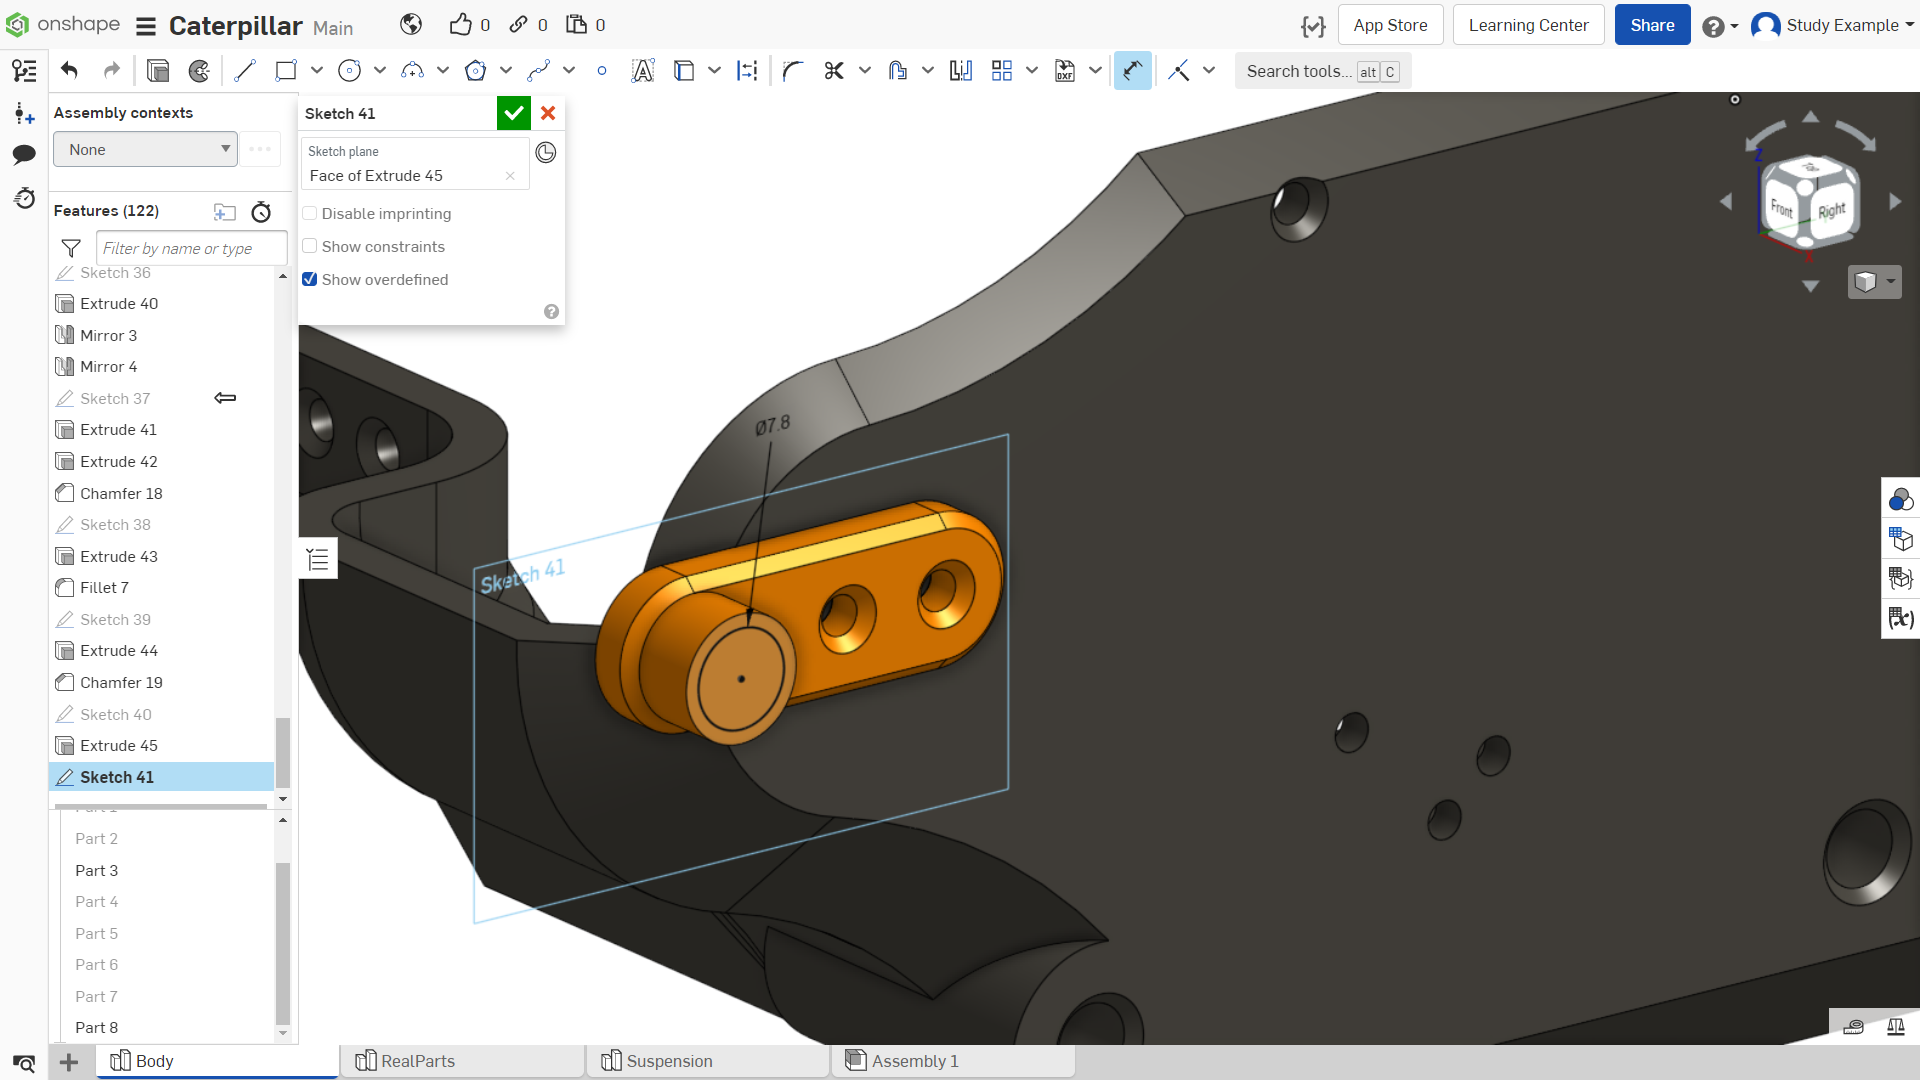 onshape
Caterpillar Main
0
0
0
App Store
Learning Center
Share
Study Example
Search tools... alt C
Assembly contexts
None
Features (122)
Filter by name or type
Sketch 36
Extrude 40
Mirror 3
Mirror 4
Sketch 37
Extrude 41
Extrude 42
Chamfer 18
Sketch 38
Extrude 43
Fillet 7
Sketch 39
Extrude 44
Chamfer 19
Sketch 40
Extrude 45
Sketch 41
Part 1
Part 2
Part 3
Part 4
Part 5
Part 6
Part 7
Part 8
Sketch 41
Sketch plane
Face of Extrude 45
Disable imprinting
Show constraints
Show overdefined
Ø7.8
Sketch 41
Z
Front
Right
X
Body
RealParts
Suspension
Assembly 1